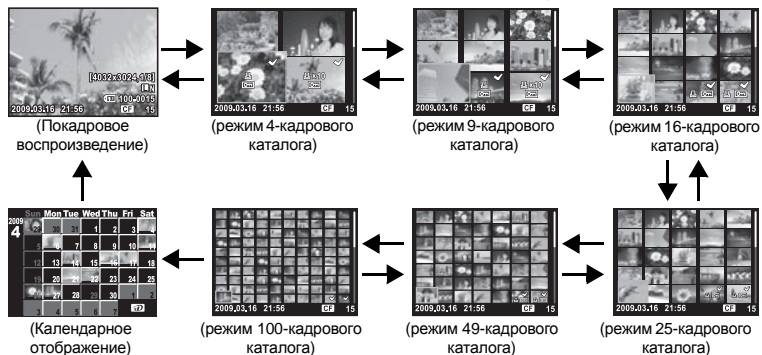 [4032x3024,1/8]
LN
100-0015
2009.03.16 21:56 CF 15
(Покадровое
воспроизведение)
2009.03.16 21:56 CF 15
(режим 4-кадрового
каталога)
x10
2009.03.16 21:56 CF 15
(режим 9-кадрового
каталога)
x10
2009.03.16 21:56 CF 15
(режим 16-кадрового
каталога)
2009
4
Sun Mon Tue Wed Thu Fri Sat
29 30 31 1 2 3 4
5 6 7 8 9 10 11
12 13 14 15 16 17 18
19 20 21 22 23 24 25
27 28 29 30 1 2
3 4 5 6 7
(Календарное
отображение)
2009.03.16 21:56 CF 15
(режим 100-кадрового
каталога)
2009.03.16 21:56 CF 15
(режим 49-кадрового
каталога)
2009.03.16 21:56 CF 15
(режим 25-кадрового
каталога)